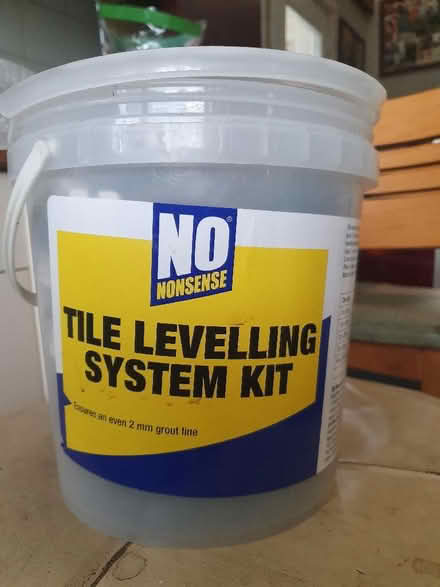 NO
NONSENSE
®
TILE LEVELLING
SYSTEM KIT
Ensures an even 2 mm grout line